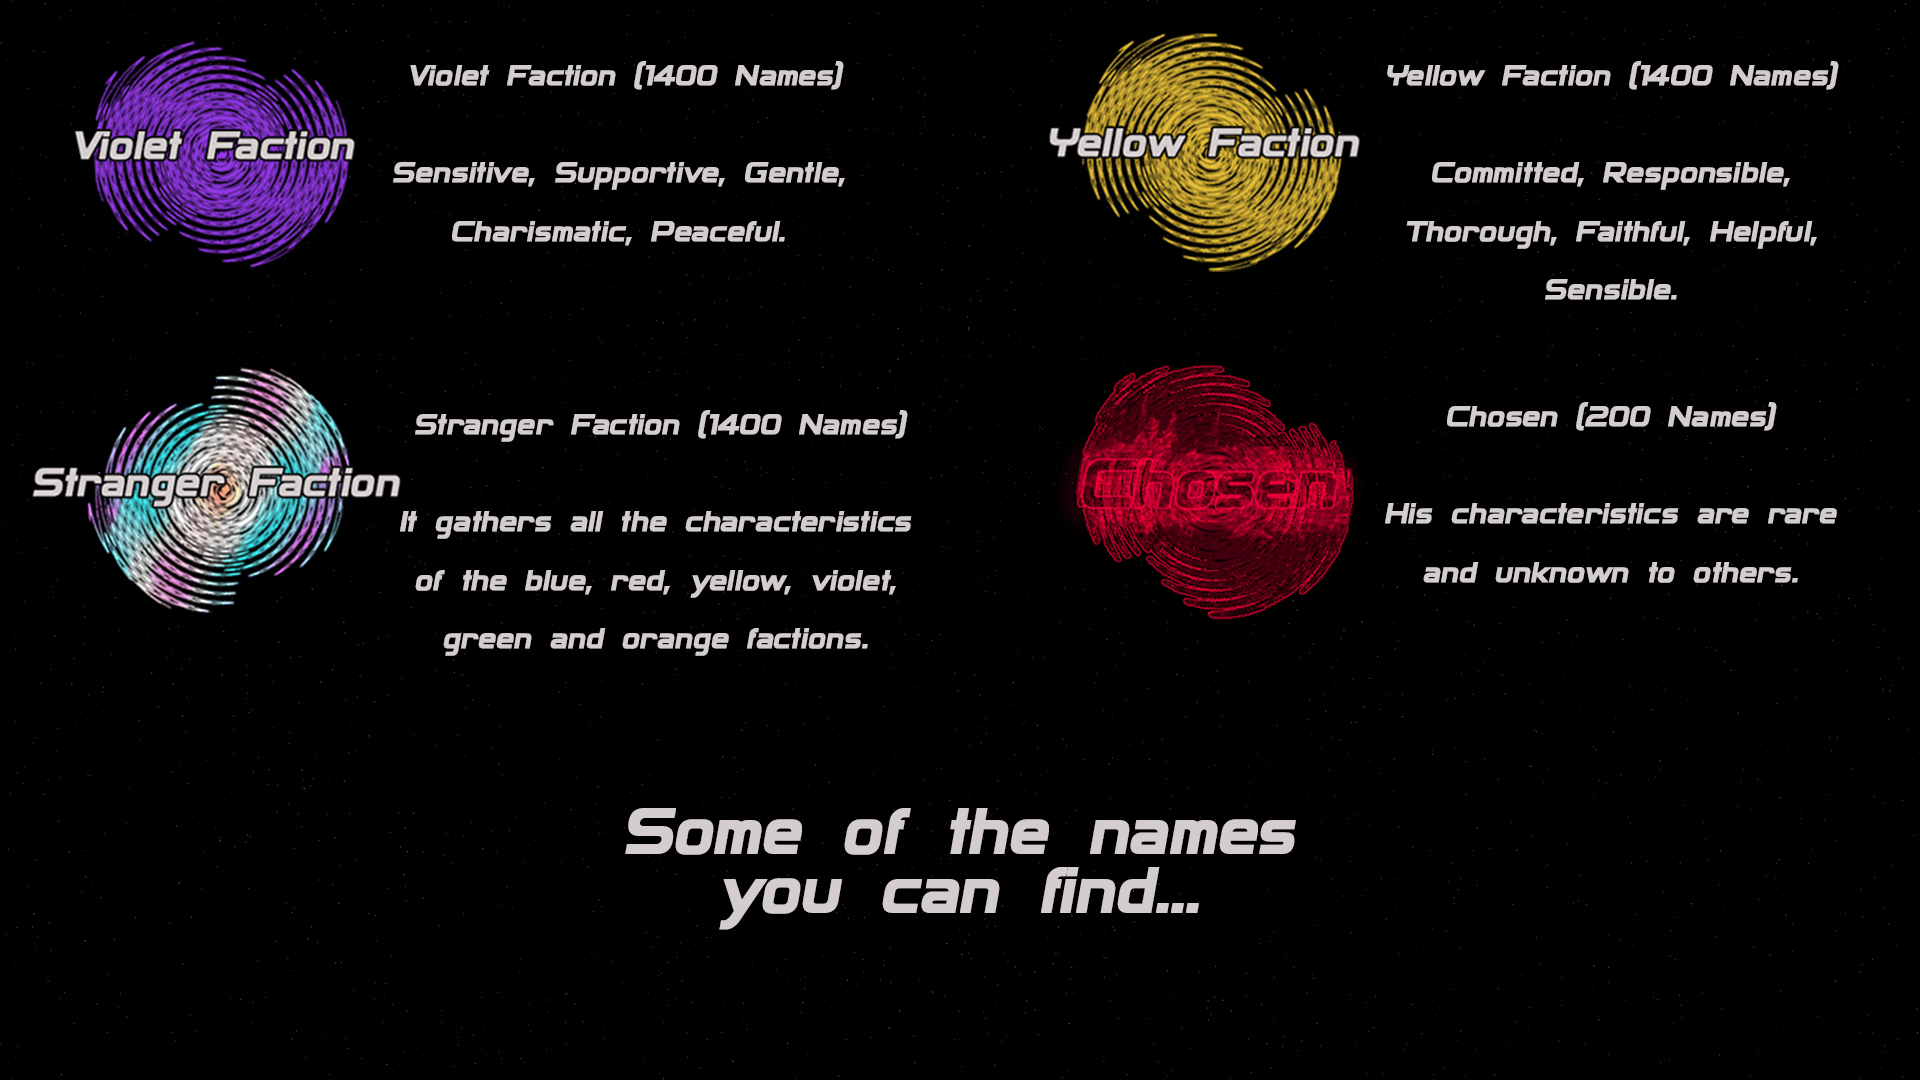 Violet Faction
Violet Faction (1400 Names)
Sensitive, Supportive, Gentle,
Charismatic, Peaceful.
Yellow Faction
Yellow Faction (1400 Names)
Committed, Responsible,
Thorough, Faithful, Helpful,
Sensible.
Stranger Faction
Stranger Faction (1400 Names)
It gathers all the characteristics
of the blue, red, yellow, violet,
green and orange factions.
Chosen
Chosen (200 Names)
His characteristics are rare
and unknown to others.
Some of the names
you can find...